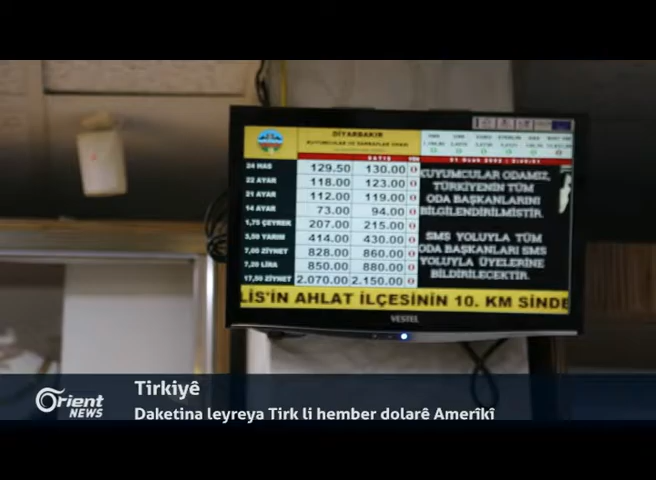 DİYARBAKIR
KUYUMCULAR VE SARRAFLAR ODASI
SATIS
24 HAS 129.50 130.00
22 AYAR 118.00 123.00
21 AYAR 112.00 119.00
14 AYAR 73.00 94.00
1,75 ÇEYREK 207.00 215.00
3,50 YARIM 414.00 430.00
7,00 ZİYNET 828.00 860.00
7,20 LİRA 850.00 880.00
17,50 ZİYNET 2.070.00 2.150.00
KUYUMCULAR ODAMIZ,
TÜRKİYENİN TÜM
ODA BAŞKANLARINI
BİLGİLENDİRİLMİSTİR.
SMS YOLUYLA TÜM
ODA BAŞKANLARI SMS
YOLUYLA ÜYELERİNE
BİLDİRİLECEKTİR.
LİS'İN AHLAT İLÇESİNİN 10. KM SİNDE
VESTEL
Orient
NEWS
Tirkiyê
Daketina leyreya Tirk li hember dolarê Amerîkî